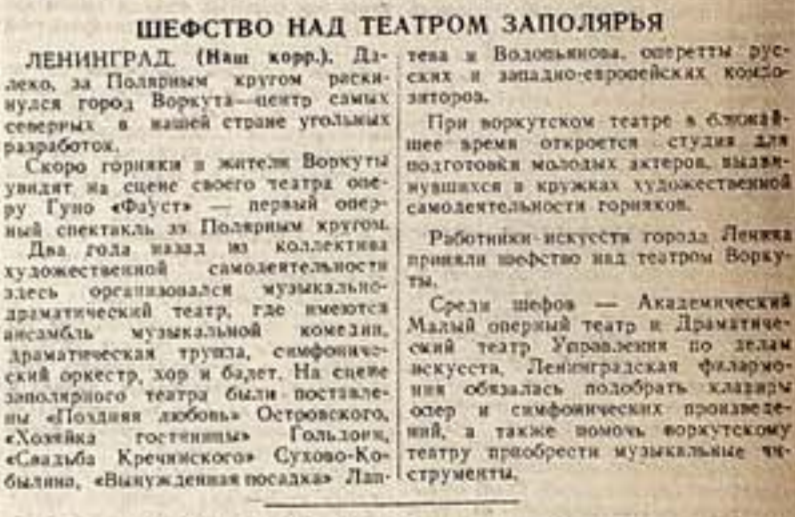 ШЕФСТВО НАД ТЕАТРОМ ЗАПОЛЯРЬЯ
ЛЕНИНГРАД. (Наш корр.). Да-
леко, за Полярным кругом раски-
нулся город Воркута—центр самых
северных в нашей стране угольных
разработок.
Скоро горняки и жители Воркуты
увидят на сцене своего театра опе-
ру Гуно «Фауст» — первый опер-
ный спектакль за Полярным кругом.
Два года назад из коллектива
художественной самодеятельности
здесь организовался музыкально-
драматический театр, где имеются
ансамбль музыкальной комедии,
драматическая труппа, симфониче-
ский оркестр, хор и балет. На сцене
заполярного театра были поставле-
ны «Поздняя любовь» Островского,
«Хозяйка гостиницы» Гольдони,
«Свадьба Кречинского» Сухово-Ко-
былина, «Вынужденная посадка» Лап-
тева и Водопьянова, оперетты рус-
ских и западно-европейских компо-
зиторов.
При воркутском театре в ближай-
шее время откроется студия для
подготовки молодых актеров, выдви-
нувшихся в кружках художественной
самодеятельности горняков.
Работники искусств города Ленина
приняли шефство над театром Ворку-
ты.
Среди шефов — Академический
Малый оперный театр и Драматиче-
ский театр Управления по делам
искусств. Ленинградская филармо-
ния обязалась подобрать клавиры
опер и симфонических произведе-
ний, а также помочь воркутскому
театру приобрести музыкальные ин-
струменты.